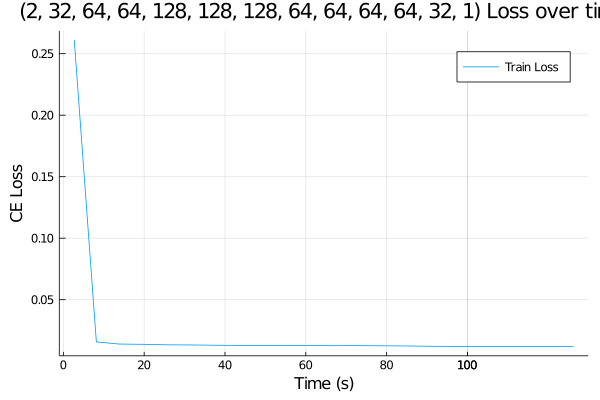 (2, 32, 64, 64, 128, 128, 128, 64, 64, 64, 64, 32, 1) Loss over ti
0.25
Train Loss
0.20
0.15
CE Loss
0.10
0.05
0 20 40 60 80 100
Time (s)